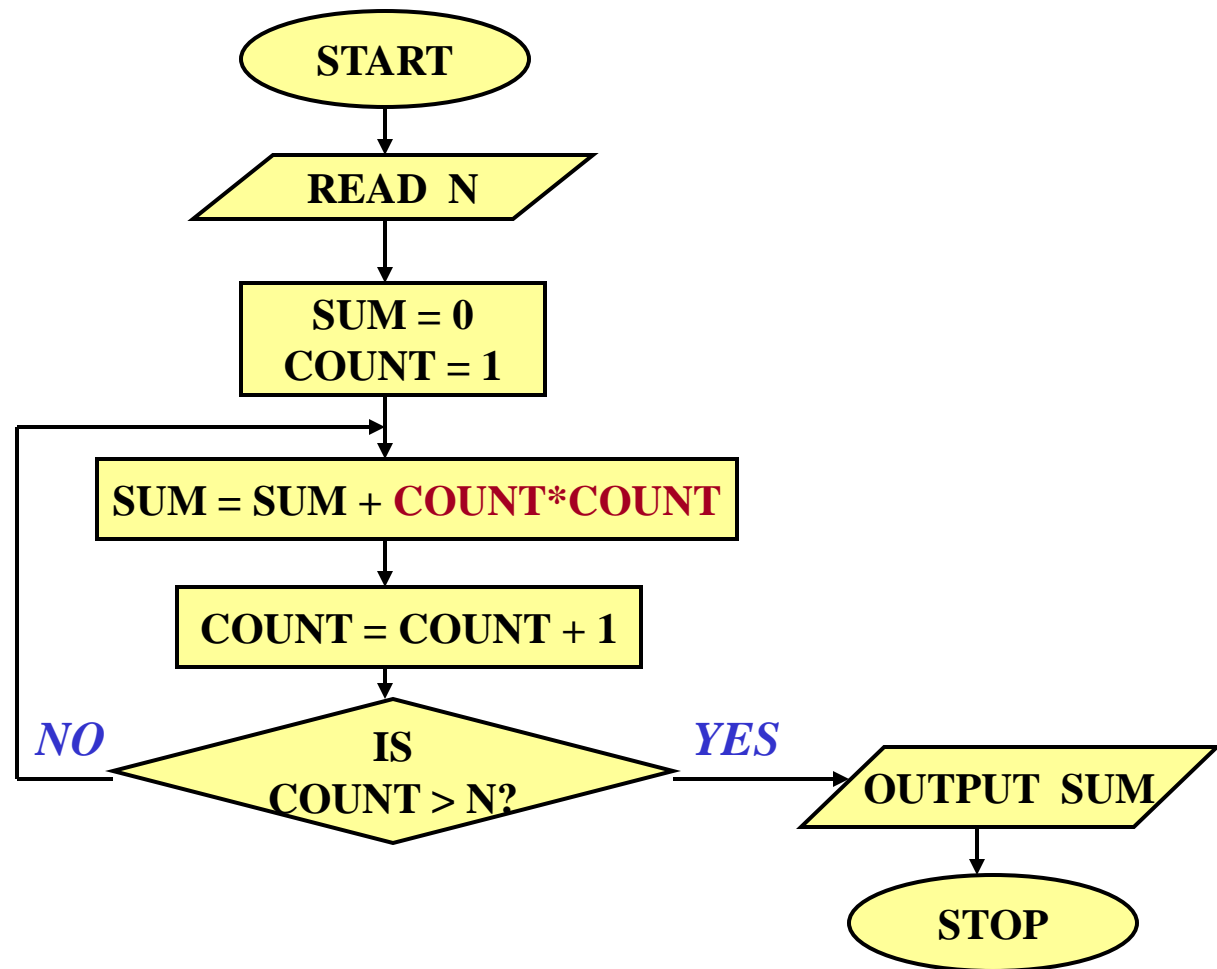 START
READ N
SUM = 0
COUNT = 1
SUM = SUM + COUNT*COUNT
COUNT = COUNT + 1
IS
COUNT > N?
NO
YES
OUTPUT SUM
STOP